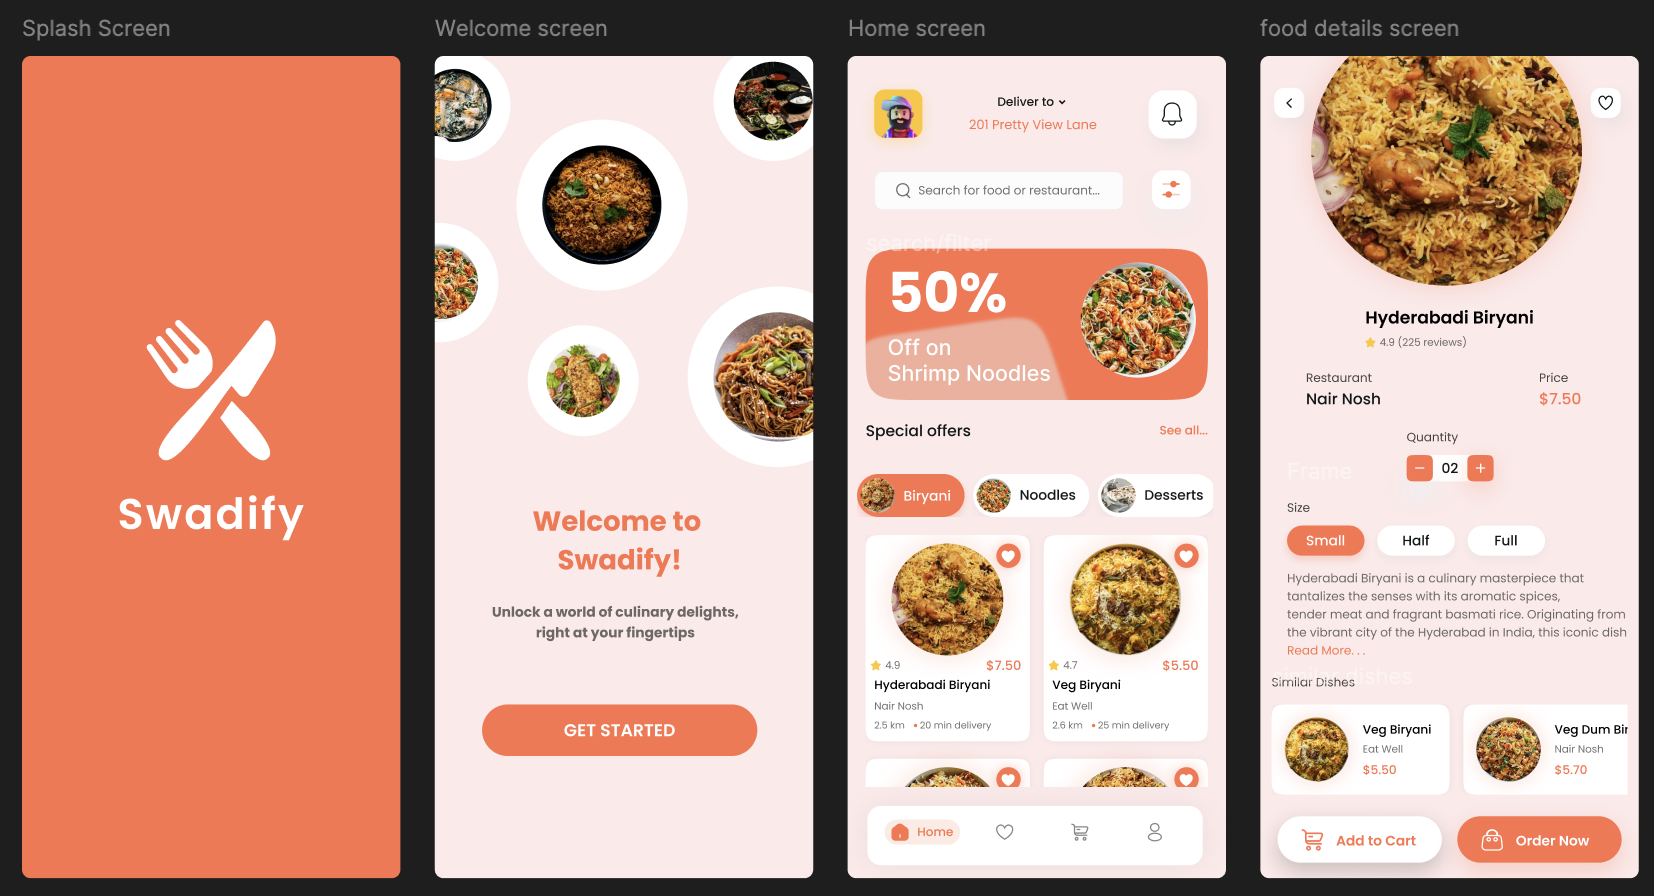 Splash Screen
Swadify
Welcome screen
Welcome to
Swadify!
Unlock a world of culinary delights,
right at your fingertips
GET STARTED
Home screen
Deliver to
201 Pretty View Lane
Search for food or restaurant...
search/filter
50%
Off on
Shrimp Noodles
Special offers
See all...
Biryani
Noodles
Desserts
4.9
$7.50
Hyderabadi Biryani
Nair Nosh
2.5 km • 20 min delivery
4.7
$5.50
Veg Biryani
Eat Well
2.6 km • 25 min delivery
Home
food details screen
Hyderabadi Biryani
4.9 (225 reviews)
Restaurant
Nair Nosh
Price
$7.50
Quantity
− 02 +
Frame
Size
Small
Half
Full
Hyderabadi Biryani is a culinary masterpiece that
tantalizes the senses with its aromatic spices,
tender meat and fragrant basmati rice. Originating from
the vibrant city of the Hyderabad in India, this iconic dish
Read More. . .
Similar Dishes
dishes
Veg Biryani
Eat Well
$5.50
Veg Dum Bir
Nair Nosh
$5.70
Add to Cart
Order Now